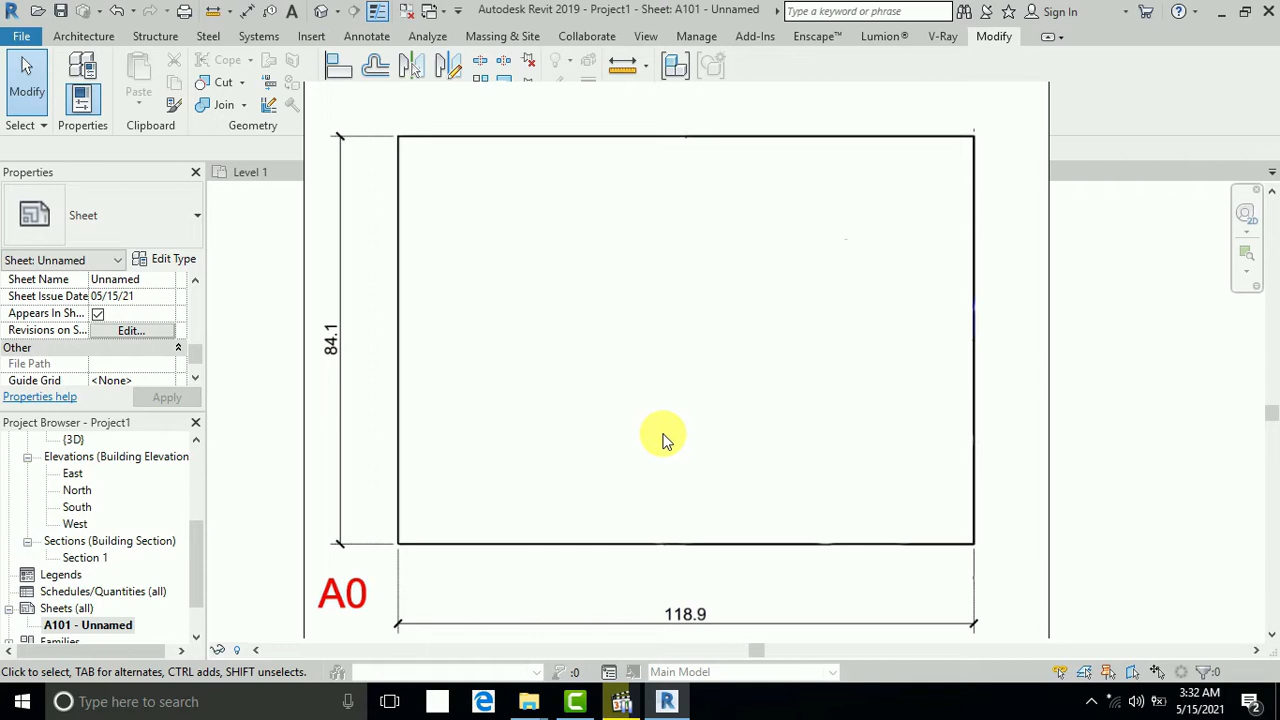 Autodesk Revit 2019 - Project1 - Sheet: A101 - Unnamed
Type a keyword or phrase
Sign In
File
Architecture
Structure
Steel
Systems
Insert
Annotate
Analyze
Massing & Site
Collaborate
View
Manage
Add-Ins
Enscape™
Lumion®
V-Ray
Modify
Modify
Select
Properties
Paste
Clipboard
Cope
Cut
Join
Geometry
Properties
Sheet
Sheet: Unnamed
Edit Type
Sheet Name Unnamed
Sheet Issue Date 05/15/21
Appears In Sh...
Revisions on S... Edit...
Other
File Path
Guide Grid <None>
Properties help
Apply
Project Browser - Project1
{3D}
Elevations (Building Elevation
East
North
South
West
Sections (Building Section)
Section 1
Legends
Schedules/Quantities (all)
Sheets (all)
A101 - Unnamed
Level 1
2D
84.1
A0
118.9
Click to select, TAB for alternates, CTRL adds, SHIFT unselects.
:0
Main Model
:0
Type here to search
3:32 AM
5/15/2021
2